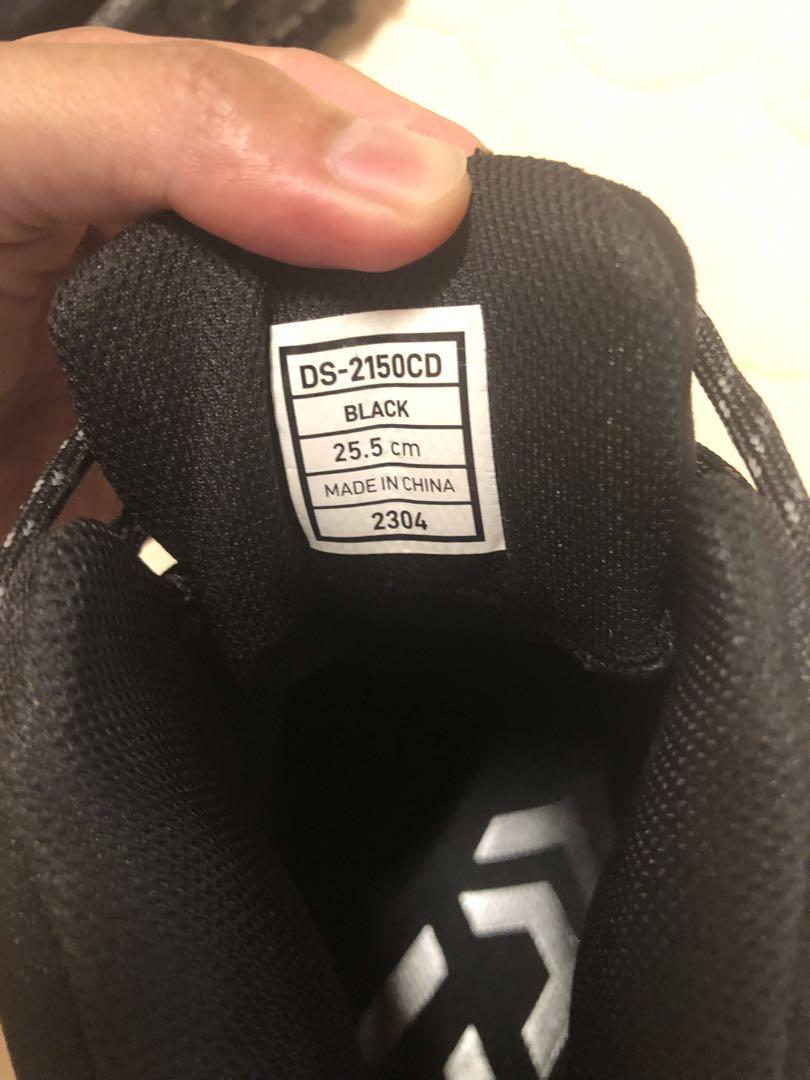 DS-2150CD
BLACK
25.5 cm
MADE IN CHINA
2304